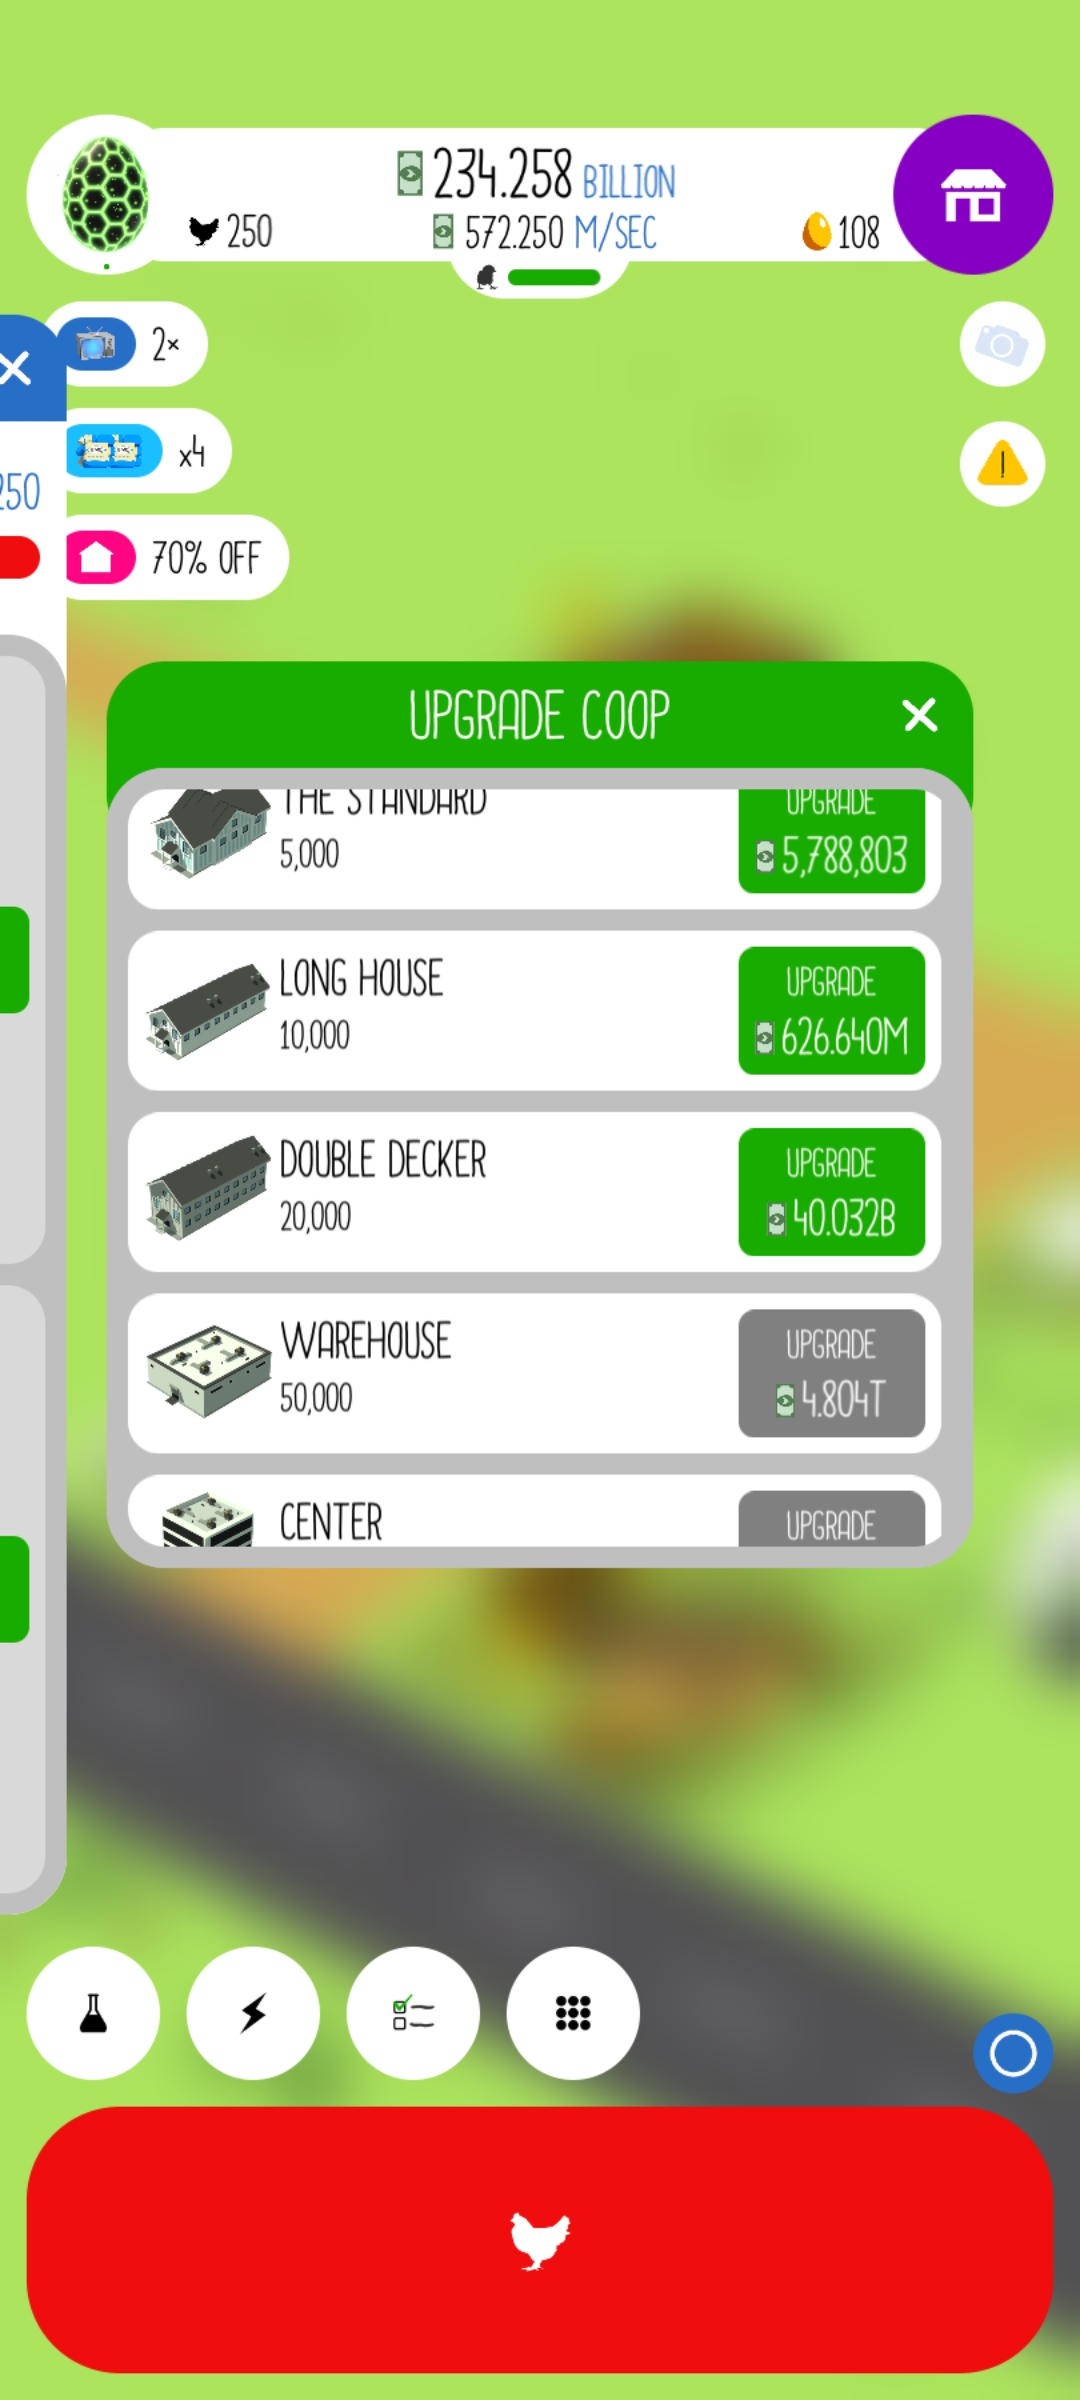 234.258 BILLION
250
572.250 M/SEC
108
2×
x4
250
70% OFF
UPGRADE COOP
THE STANDARD
5,000
UPGRADE
5,788,803
LONG HOUSE
10,000
UPGRADE
626.640M
DOUBLE DECKER
20,000
UPGRADE
40.032B
WAREHOUSE
50,000
UPGRADE
4.804T
CENTER
UPGRADE